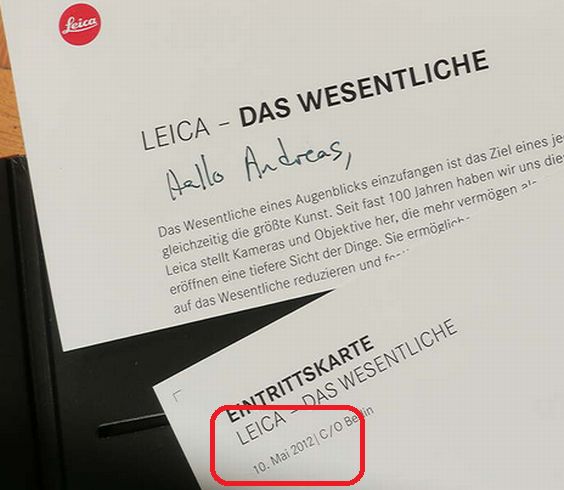 Leica
LEICA – DAS WESENTLICHE
Hallo Andreas,
Das Wesentliche eines Augenblicks einzufangen ist das Ziel eines je
gleichzeitig die größte Kunst. Seit fast 100 Jahren haben wir uns die
Leica stellt Kameras und Objektive her, die mehr vermögen
eröffnen eine tiefere Sicht der Dinge. Sie ermöglich
auf das Wesentliche reduzieren und
EINTRITTSKARTE
LEICA – DAS WESENTLICHE
10. Mai 2012 | C/O Berlin